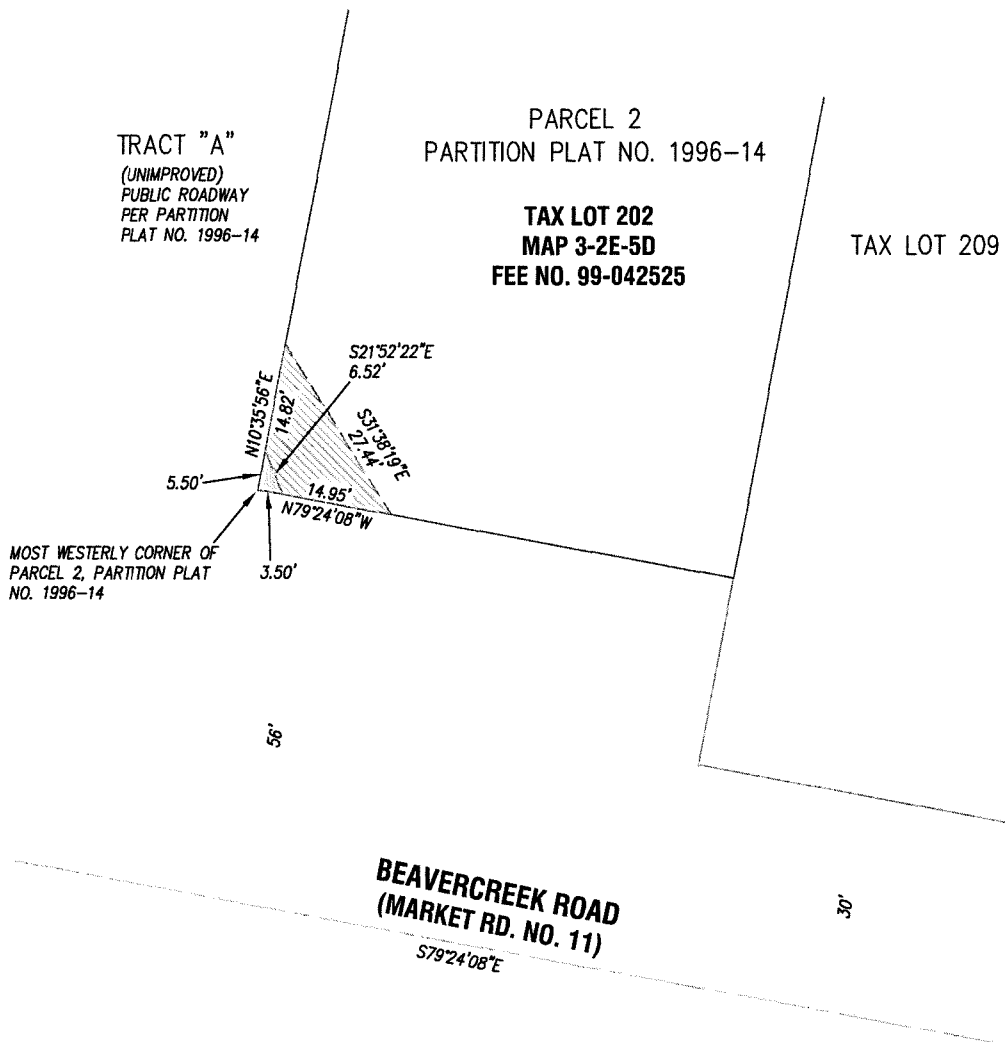 PARCEL 2
PARTITION PLAT NO. 1996-14
TRACT "A"
(UNIMPROVED)
PUBLIC ROADWAY
PER PARTITION
PLAT NO. 1996-14
TAX LOT 202
MAP 3-2E-5D
FEE NO. 99-042525
TAX LOT 209
S21°52'22"E
6.52'
N10°35'56"E
14.82'
S31°38'19"E
27.44'
5.50'
14.95'
N79°24'08"W
3.50'
MOST WESTERLY CORNER OF
PARCEL 2, PARTITION PLAT
NO. 1996-14
56'
BEAVERCREEK ROAD
(MARKET RD. NO. 11)
S79°24'08"E
30'